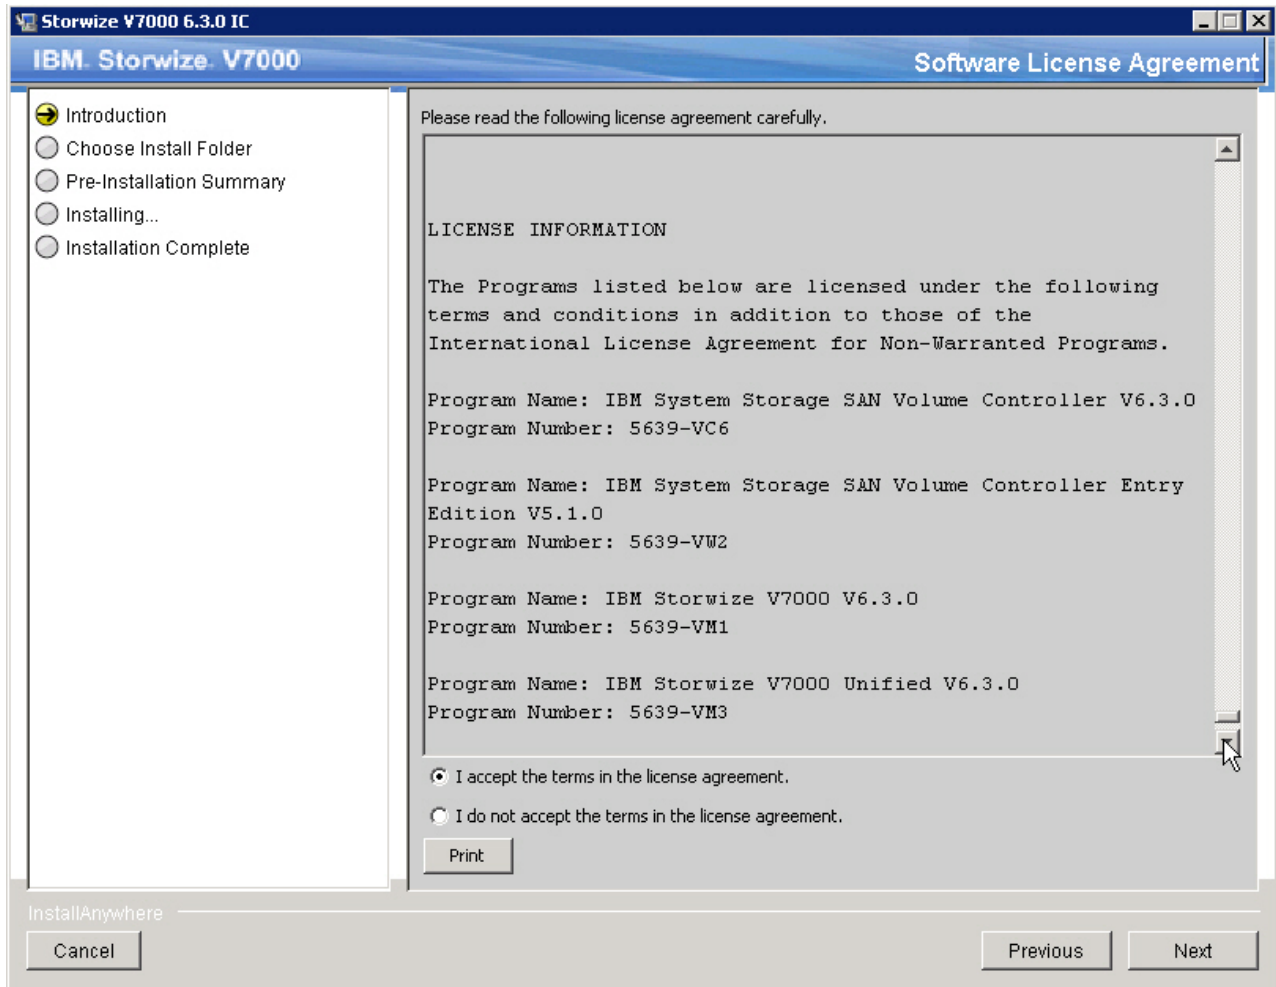 Storwize V7000 6.3.0 IC
IBM. Storwize. V7000
Software License Agreement
Introduction
Choose Install Folder
Pre-Installation Summary
Installing...
Installation Complete
Please read the following license agreement carefully.
LICENSE INFORMATION
The Programs listed below are licensed under the following
terms and conditions in addition to those of the
International License Agreement for Non-Warranted Programs.
Program Name: IBM System Storage SAN Volume Controller V6.3.0
Program Number: 5639-VC6
Program Name: IBM System Storage SAN Volume Controller Entry
Edition V5.1.0
Program Number: 5639-VW2
Program Name: IBM Storwize V7000 V6.3.0
Program Number: 5639-VM1
Program Name: IBM Storwize V7000 Unified V6.3.0
Program Number: 5639-VM3
I accept the terms in the license agreement.
I do not accept the terms in the license agreement.
Print
InstallAnywhere
Cancel
Previous
Next